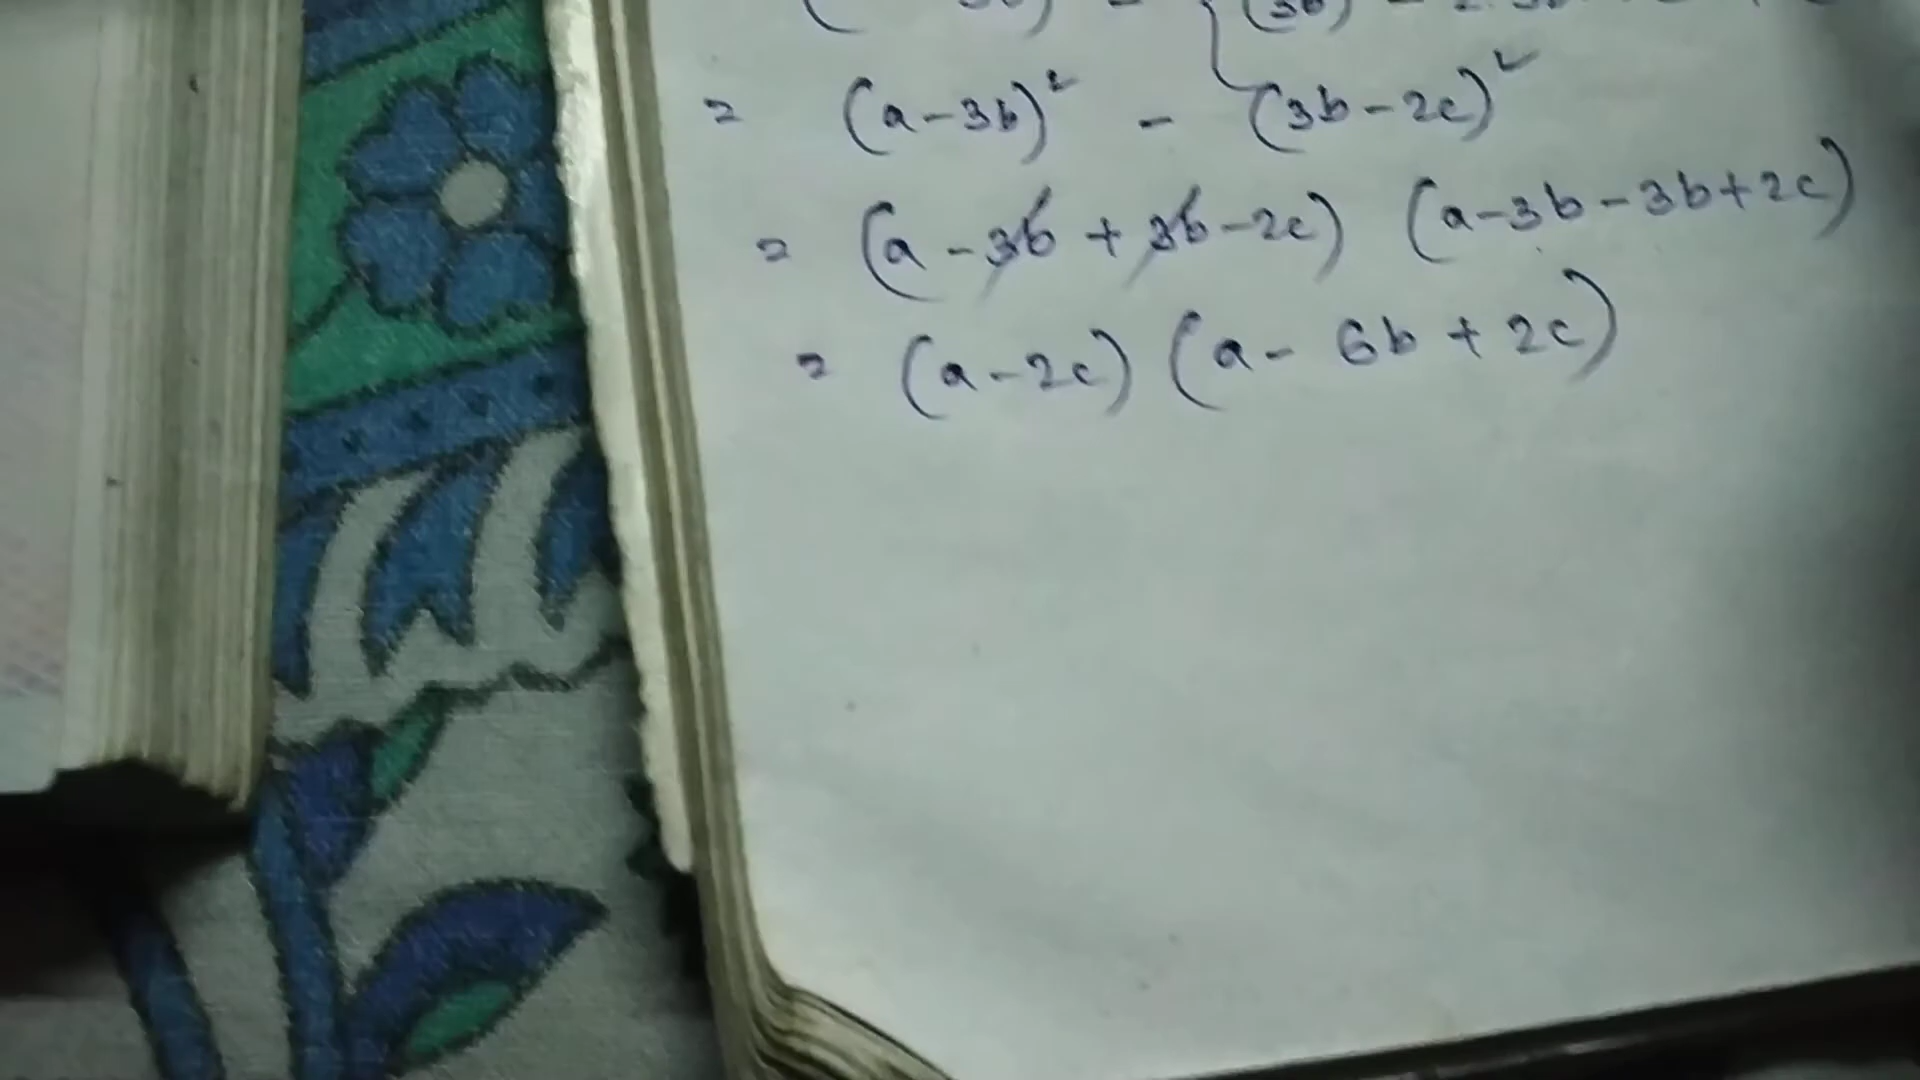 = (a-3b)² - (3b-2c)²
= (a-3b+3b-2c) (a-3b-3b+2c)
= (a-2c) (a-6b+2c)